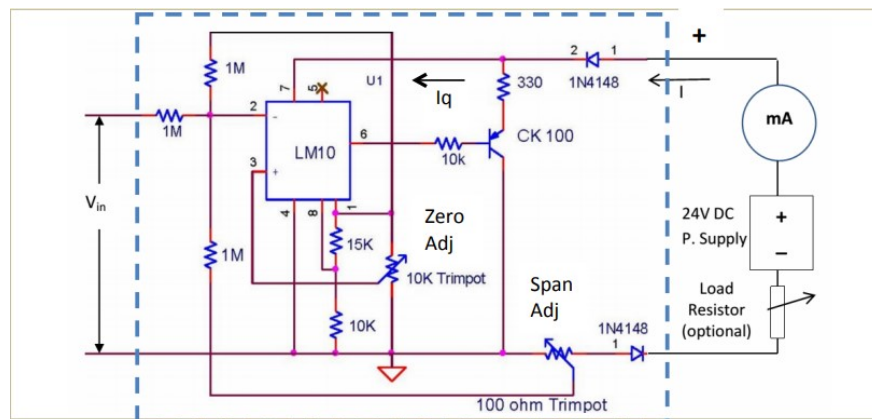 +
1M
7
5
U1
Iq
2
1
1N4148
I
330
1M
2
-
6
10k
CK 100
mA
LM10
3
+
Vin
4
8
1
Zero
Adj
24V DC
P. Supply
+
−
15K
1M
10K Trimpot
Span
Adj
Load
Resistor
(optional)
10K
1N4148
1
100 ohm Trimpot